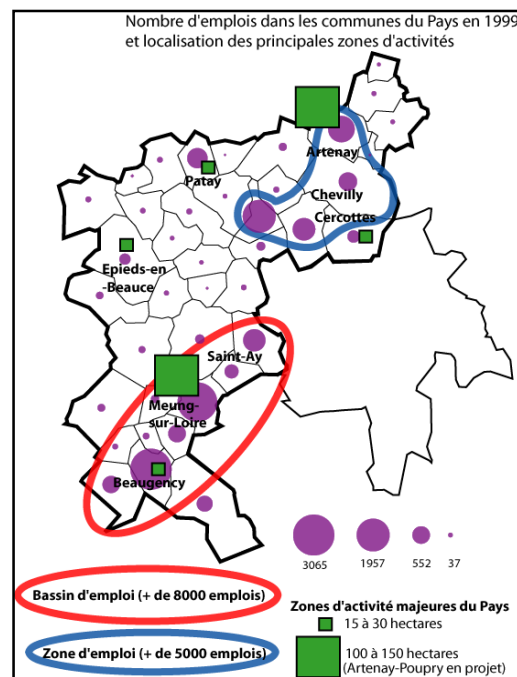 Nombre d'emplois dans les communes du Pays en 1999
et localisation des principales zones d'activités
Artenay
Patay
Chevilly
Cercottes
Epieds-en
-Beauce
Saint-Ay
Meung-
sur-Loire
Beaugency
3065
1957
552
37
Bassin d'emploi (+ de 8000 emplois)
Zone d'emploi (+ de 5000 emplois)
Zones d'activité majeures du Pays
15 à 30 hectares
100 à 150 hectares
(Artenay-Poupry en projet)